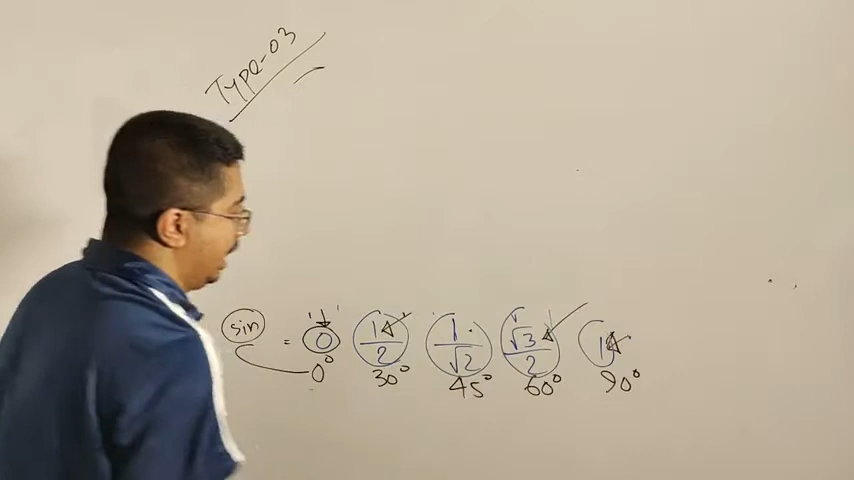 Type-03
sin = 0 1/2 1/√2 √3/2 1
0° 30° 45° 60° 90°